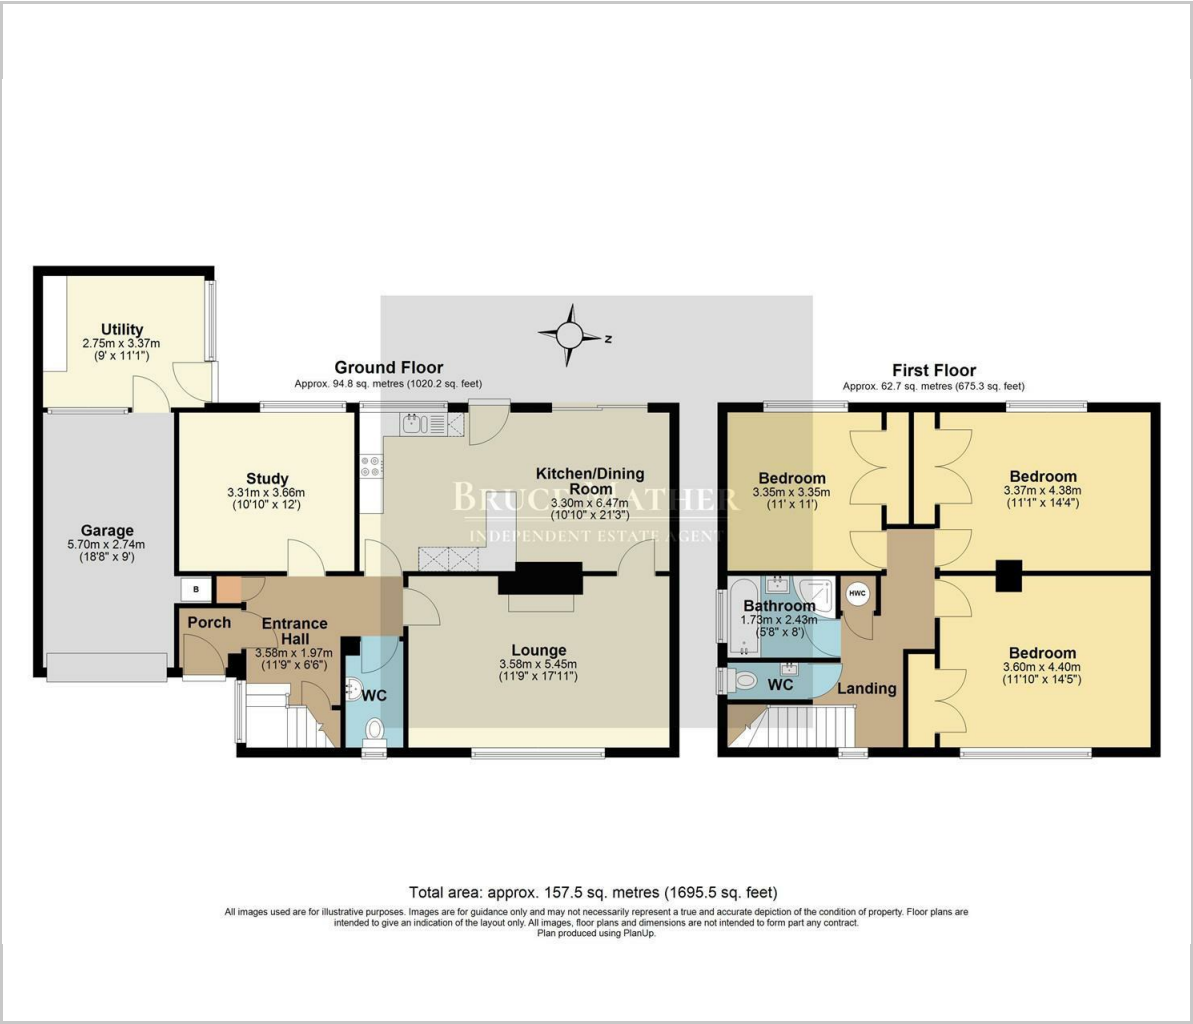 Ground Floor
Approx. 94.8 sq. metres (1020.2 sq. feet)
Utility
2.75m x 3.37m
(9' x 11'1")
Study
3.31m x 3.66m
(10'10" x 12')
Kitchen/Dining
Room
3.30m x 6.47m
(10'10" x 21'3")
Garage
5.70m x 2.74m
(18'8" x 9')
B
Porch
Entrance
Hall
3.58m x 1.97m
(11'9" x 6'6")
WC
Lounge
3.58m x 5.45m
(11'9" x 17'11")
N
First Floor
Approx. 62.7 sq. metres (675.3 sq. feet)
Bedroom
3.35m x 3.35m
(11' x 11')
Bedroom
3.37m x 4.38m
(11'1" x 14'4")
Bathroom
1.73m x 2.43m
(5'8" x 8')
HWC
WC
Landing
Bedroom
3.60m x 4.40m
(11'10" x 14'5")
BRUCE MATHER
INDEPENDENT ESTATE AGENT
Total area: approx. 157.5 sq. metres (1695.5 sq. feet)
All images used are for illustrative purposes. Images are for guidance only and may not necessarily represent a true and accurate depiction of the condition of property. Floor plans are
intended to give an indication of the layout only. All images, floor plans and dimensions are not intended to form part any contract.
Plan produced using PlanUp.